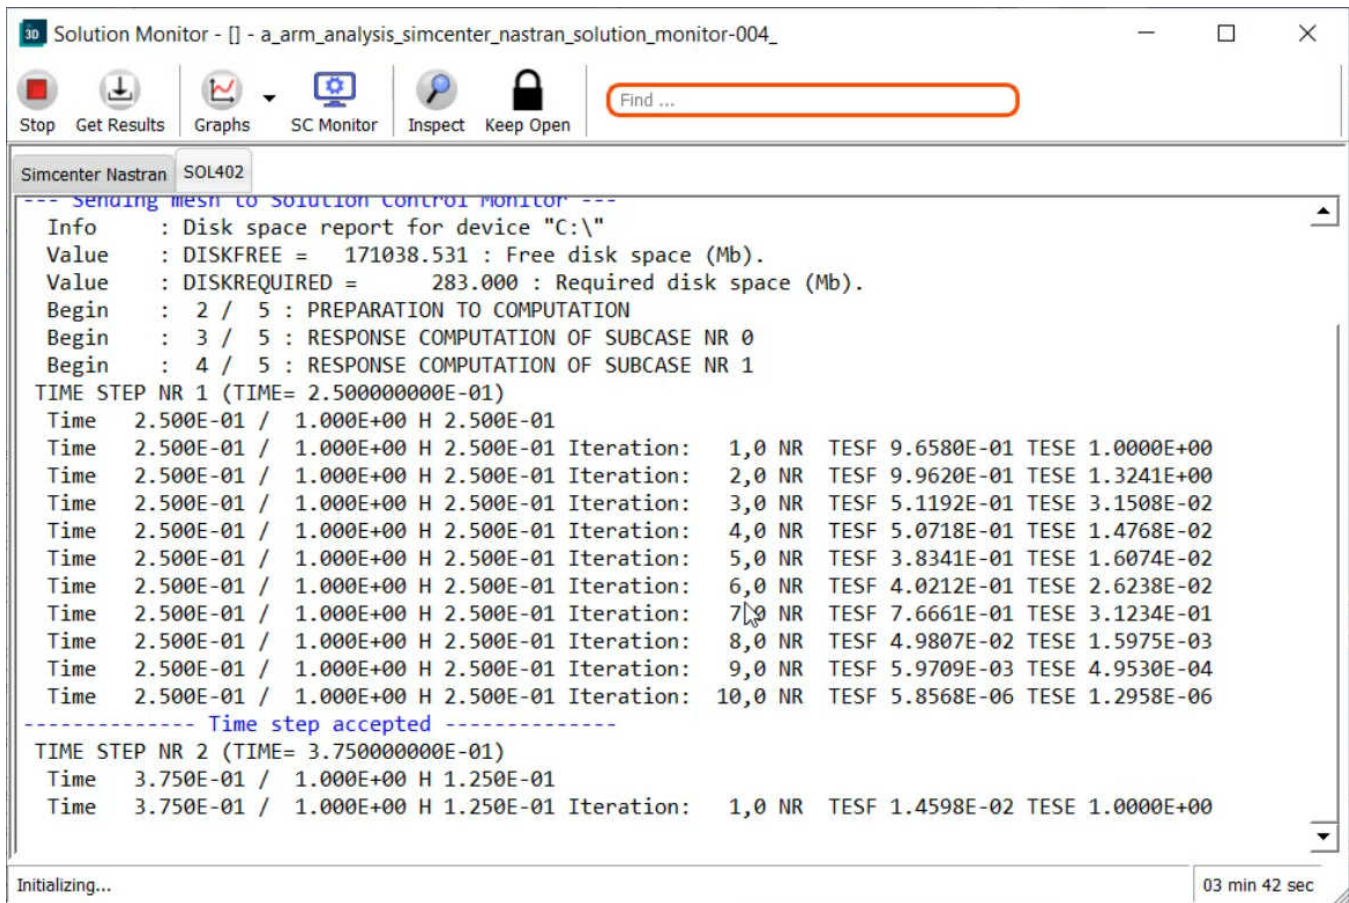 3D Solution Monitor - [] - a_arm_analysis_simcenter_nastran_solution_monitor-004_
Stop Get Results Graphs SC Monitor Inspect Keep Open Find ...
Simcenter Nastran SOL402
--- Sending mesh to Solution Control Monitor ---
Info : Disk space report for device "C:\"
Value : DISKFREE = 171038.531 : Free disk space (Mb).
Value : DISKREQUIRED = 283.000 : Required disk space (Mb).
Begin : 2 / 5 : PREPARATION TO COMPUTATION
Begin : 3 / 5 : RESPONSE COMPUTATION OF SUBCASE NR 0
Begin : 4 / 5 : RESPONSE COMPUTATION OF SUBCASE NR 1
TIME STEP NR 1 (TIME= 2.500000000E-01)
Time 2.500E-01 / 1.000E+00 H 2.500E-01
Time 2.500E-01 / 1.000E+00 H 2.500E-01 Iteration: 1,0 NR TESF 9.6580E-01 TESE 1.0000E+00
Time 2.500E-01 / 1.000E+00 H 2.500E-01 Iteration: 2,0 NR TESF 9.9620E-01 TESE 1.3241E+00
Time 2.500E-01 / 1.000E+00 H 2.500E-01 Iteration: 3,0 NR TESF 5.1192E-01 TESE 3.1508E-02
Time 2.500E-01 / 1.000E+00 H 2.500E-01 Iteration: 4,0 NR TESF 5.0718E-01 TESE 1.4768E-02
Time 2.500E-01 / 1.000E+00 H 2.500E-01 Iteration: 5,0 NR TESF 3.8341E-01 TESE 1.6074E-02
Time 2.500E-01 / 1.000E+00 H 2.500E-01 Iteration: 6,0 NR TESF 4.0212E-01 TESE 2.6238E-02
Time 2.500E-01 / 1.000E+00 H 2.500E-01 Iteration: 7,0 NR TESF 7.6661E-01 TESE 3.1234E-01
Time 2.500E-01 / 1.000E+00 H 2.500E-01 Iteration: 8,0 NR TESF 4.9807E-02 TESE 1.5975E-03
Time 2.500E-01 / 1.000E+00 H 2.500E-01 Iteration: 9,0 NR TESF 5.9709E-03 TESE 4.9530E-04
Time 2.500E-01 / 1.000E+00 H 2.500E-01 Iteration: 10,0 NR TESF 5.8568E-06 TESE 1.2958E-06
-------------- Time step accepted --------------
TIME STEP NR 2 (TIME= 3.750000000E-01)
Time 3.750E-01 / 1.000E+00 H 1.250E-01
Time 3.750E-01 / 1.000E+00 H 1.250E-01 Iteration: 1,0 NR TESF 1.4598E-02 TESE 1.0000E+00
Initializing... 03 min 42 sec